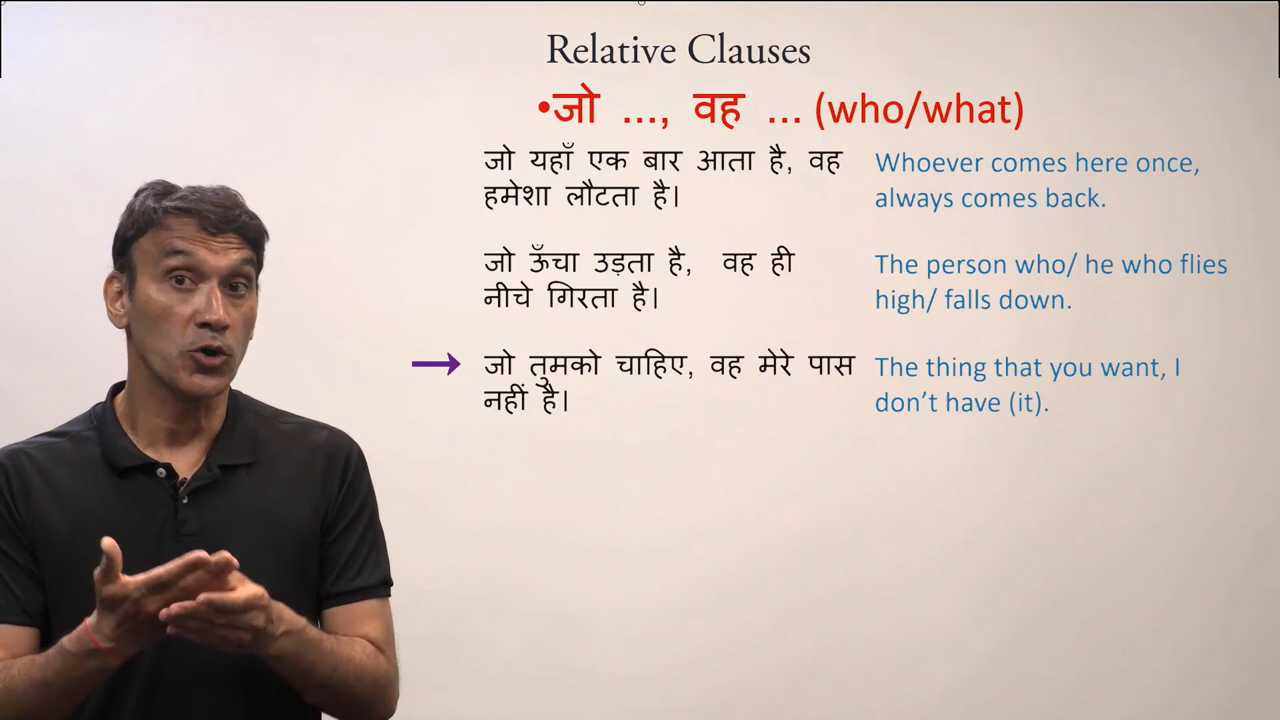 Relative Clauses
•जो ..., वह ... (who/what)
जो यहाँ एक बार आता है, वह
हमेशा लौटता है।
Whoever comes here once,
always comes back.
जो ऊँचा उड़ता है, वह ही
नीचे गिरता है।
The person who/ he who flies
high/ falls down.
जो तुमको चाहिए, वह मेरे पास
नहीं है।
The thing that you want, I
don't have (it).